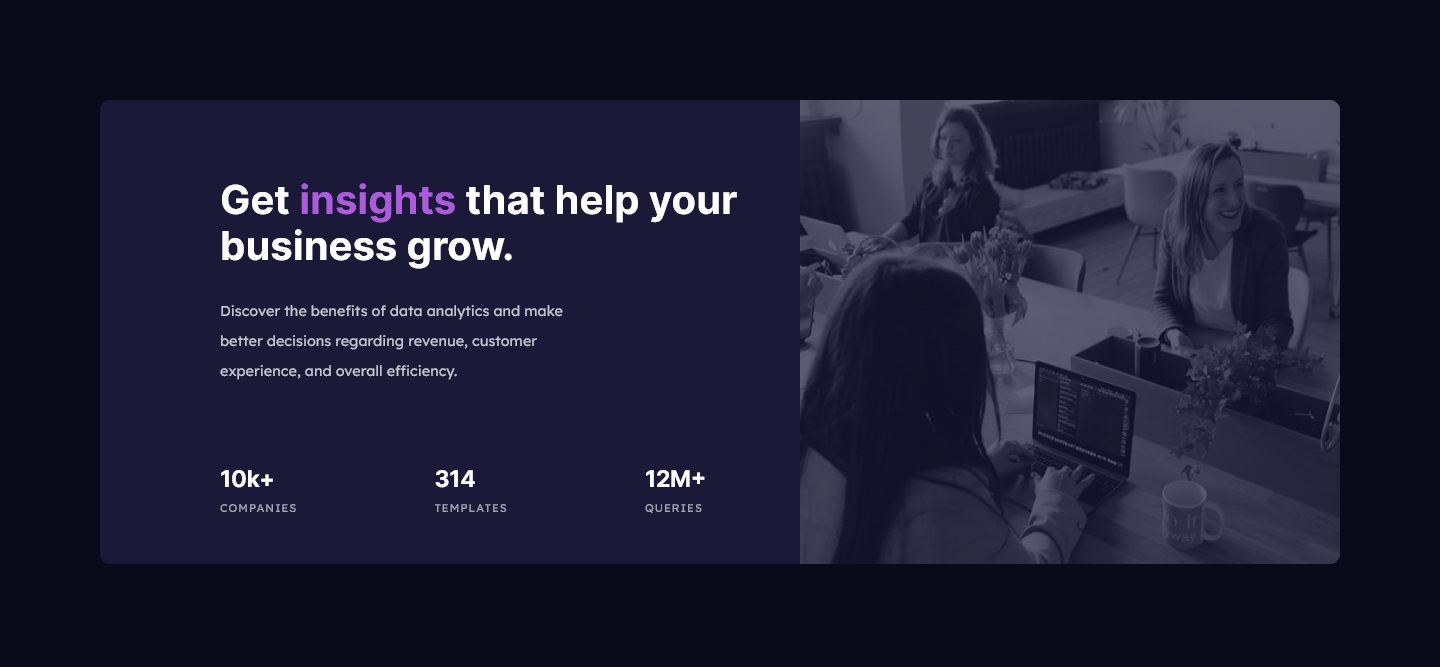 Get insights that help your
business grow.
Discover the benefits of data analytics and make
better decisions regarding revenue, customer
experience, and overall efficiency.
10k+ 314 12M+
COMPANIES TEMPLATES QUERIES